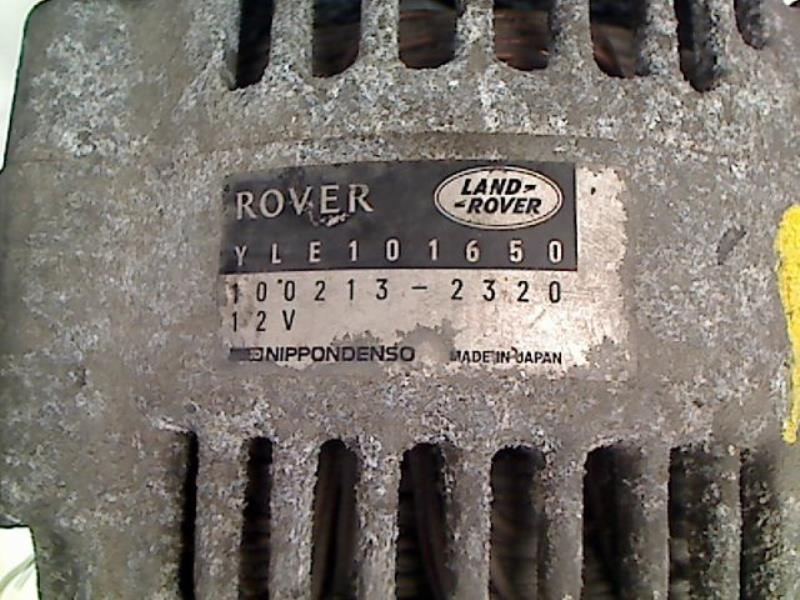 ROVER
LAND-
-ROVER
YLE101650
100213-2320
12V
NIPPONDENSO MADE IN JAPAN